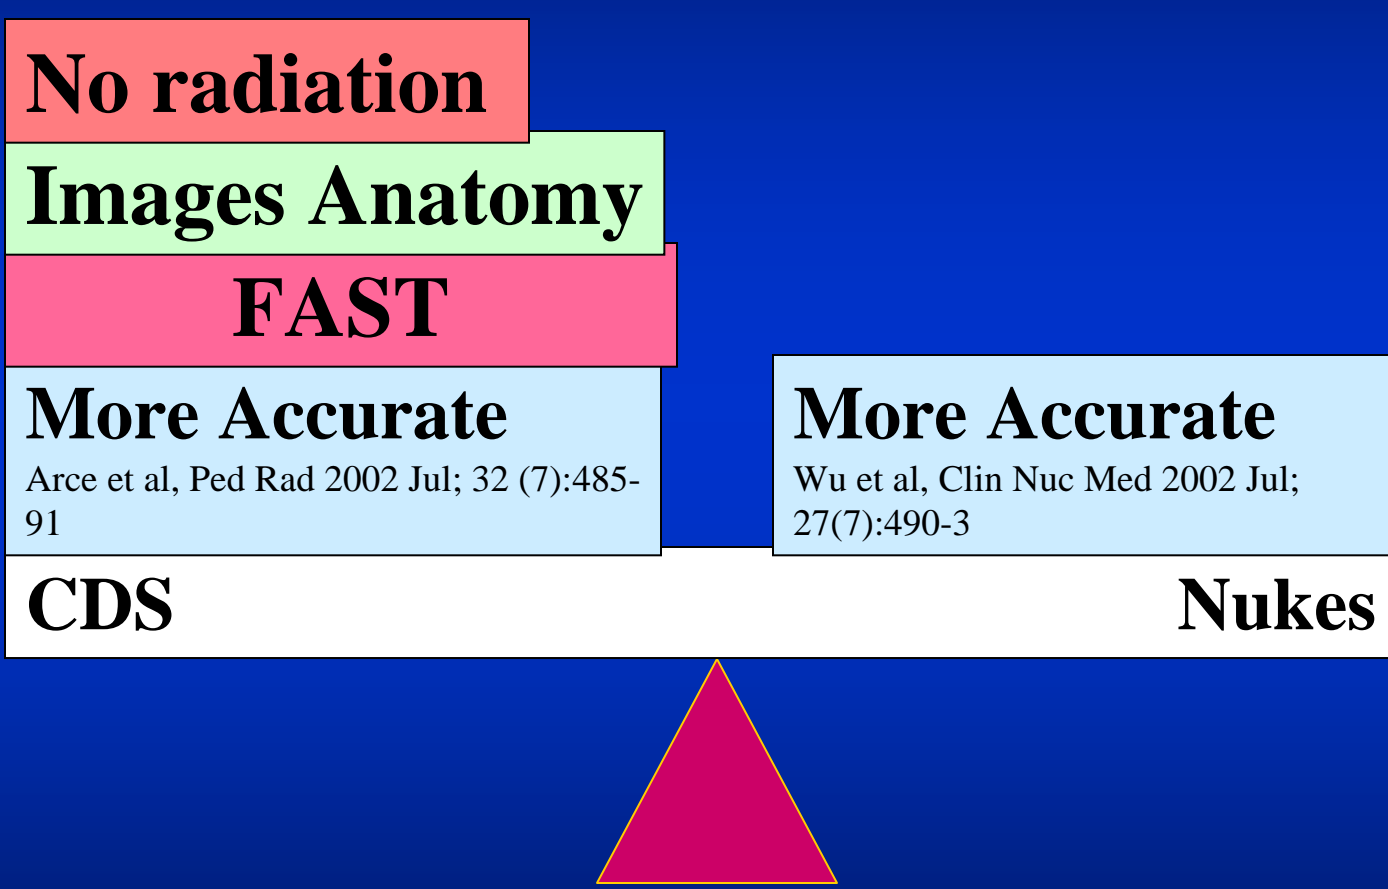 No radiation
Images Anatomy
FAST
More Accurate
Arce et al, Ped Rad 2002 Jul; 32 (7):485-
91
More Accurate
Wu et al, Clin Nuc Med 2002 Jul;
27(7):490-3
CDS
Nukes